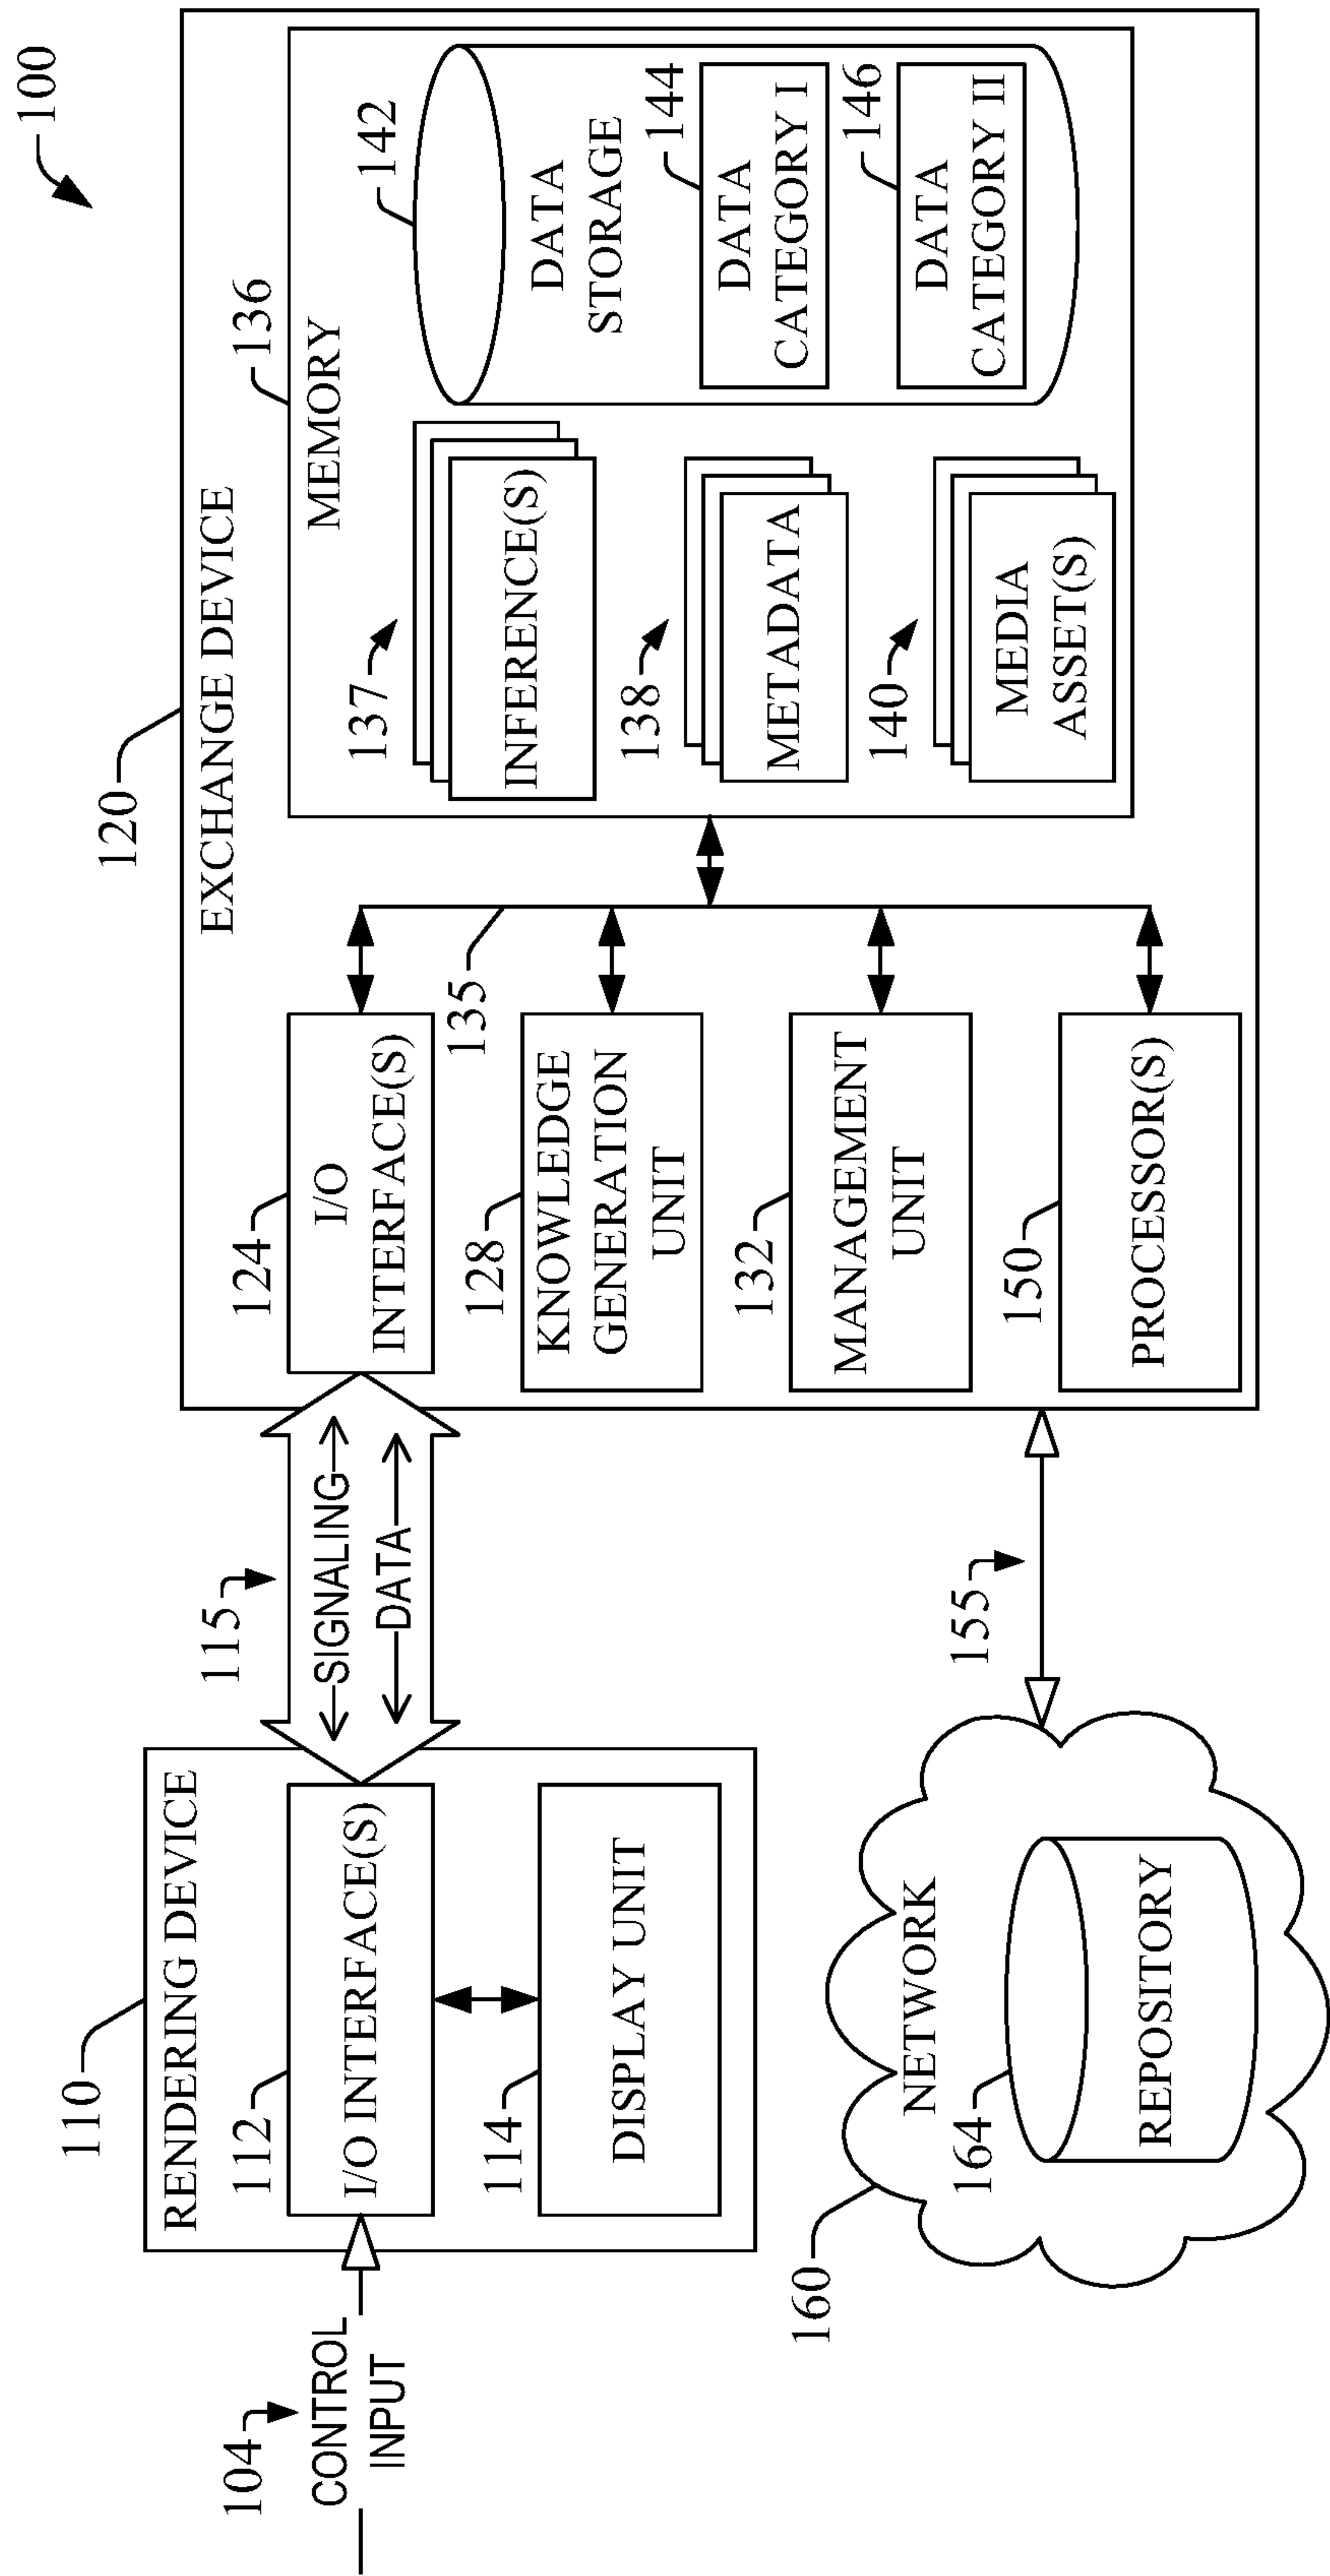 100
120
EXCHANGE DEVICE
136
MEMORY
137
INFERENCE(S)
138
METADATA
140
MEDIA
ASSET(S)
142
DATA
STORAGE
144
DATA
CATEGORY I
146
DATA
CATEGORY II
124
I/O
INTERFACE(S)
135
128
KNOWLEDGE
GENERATION
UNIT
132
MANAGEMENT
UNIT
150
PROCESSOR(S)
115
SIGNALING
DATA
155
110
RENDERING DEVICE
112
I/O INTERFACE(S)
114
DISPLAY UNIT
104
CONTROL
INPUT
160
NETWORK
164
REPOSITORY